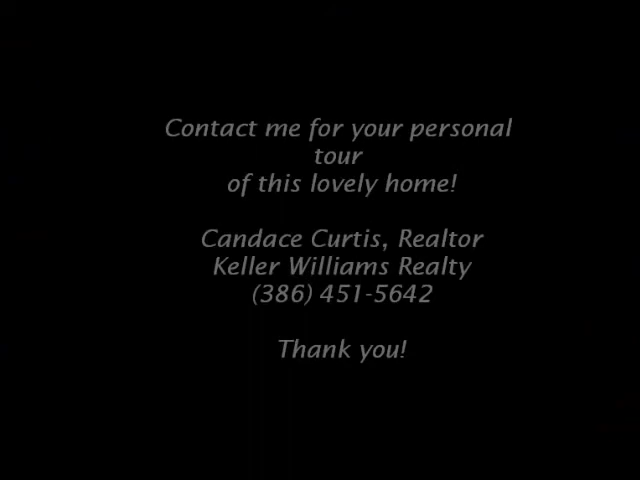 Contact me for your personal
tour
of this lovely home!
Candace Curtis, Realtor
Keller Williams Realty
(386) 451-5642
Thank you!